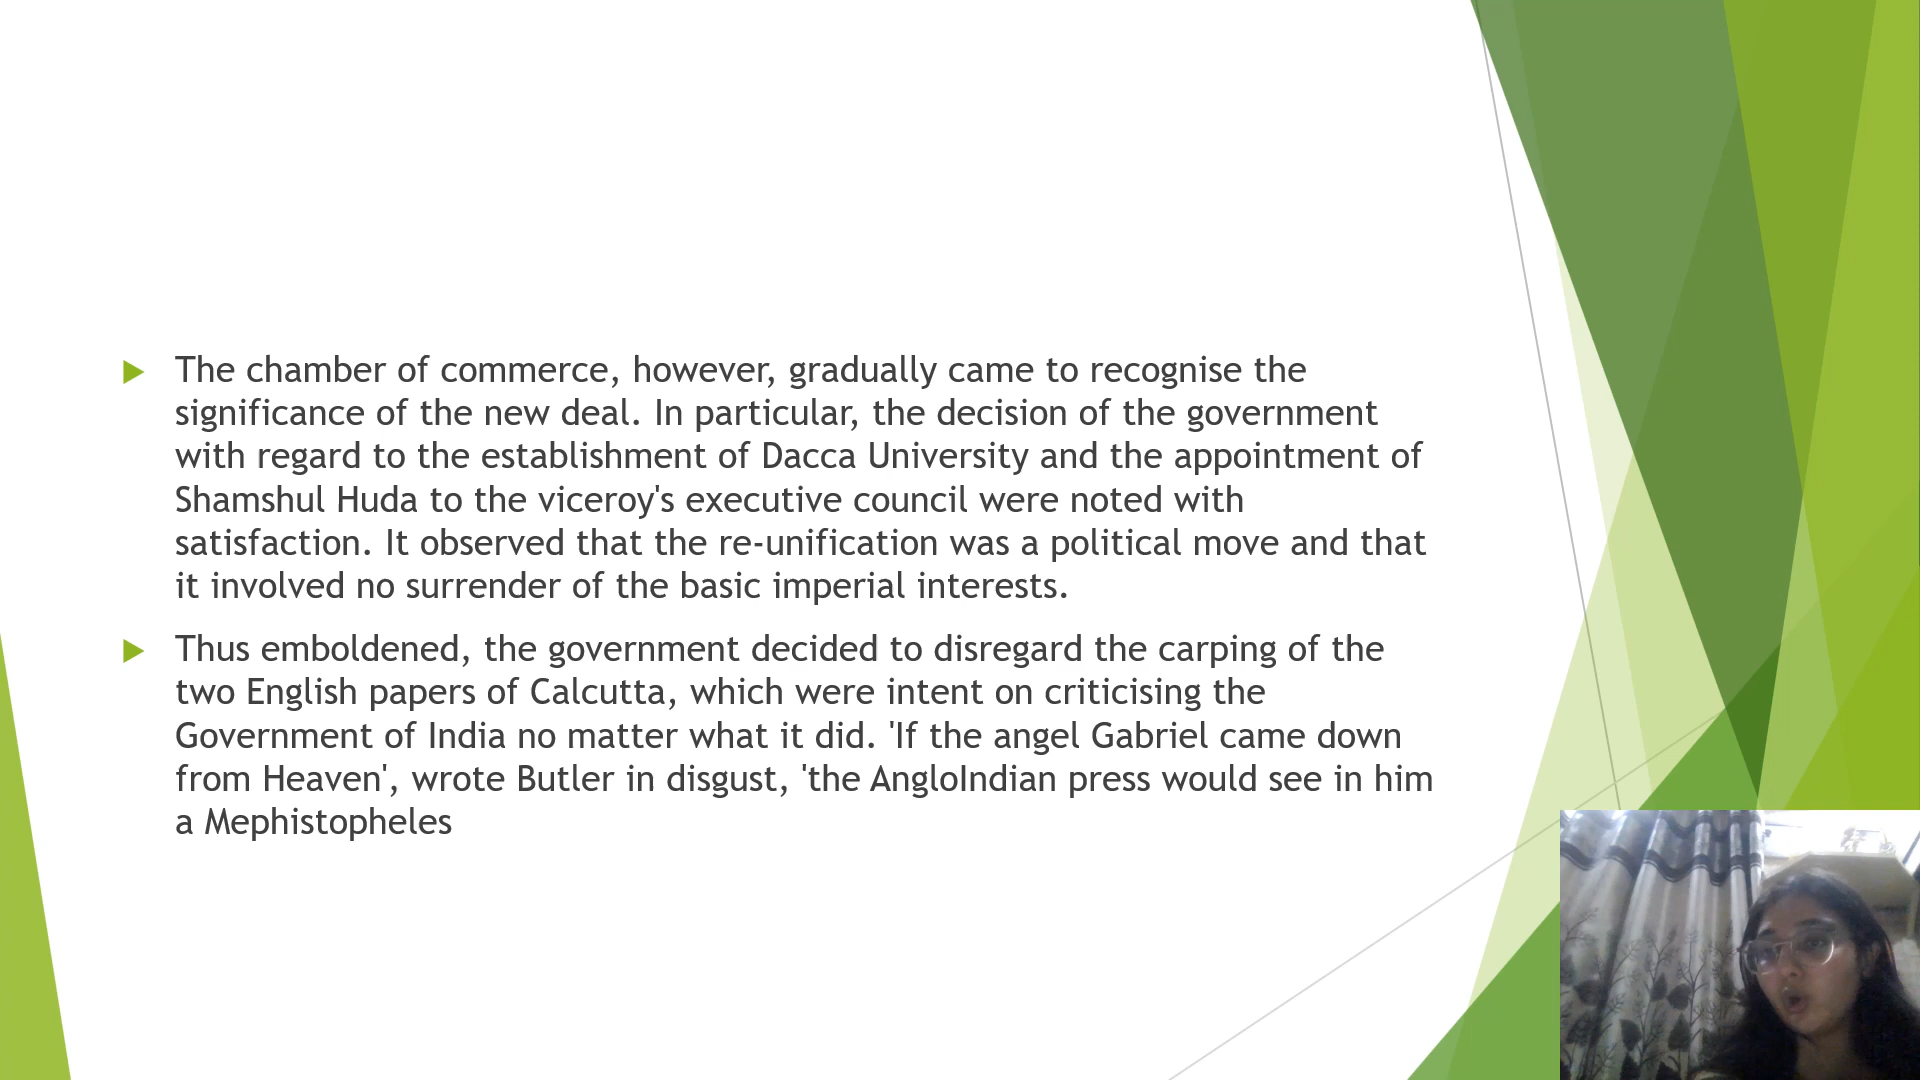 The chamber of commerce, however, gradually came to recognise the
significance of the new deal. In particular, the decision of the government
with regard to the establishment of Dacca University and the appointment of
Shamshul Huda to the viceroy's executive council were noted with
satisfaction. It observed that the re-unification was a political move and that
it involved no surrender of the basic imperial interests.
Thus emboldened, the government decided to disregard the carping of the
two English papers of Calcutta, which were intent on criticising the
Government of India no matter what it did. 'If the angel Gabriel came down
from Heaven', wrote Butler in disgust, 'the AngloIndian press would see in him
a Mephistopheles